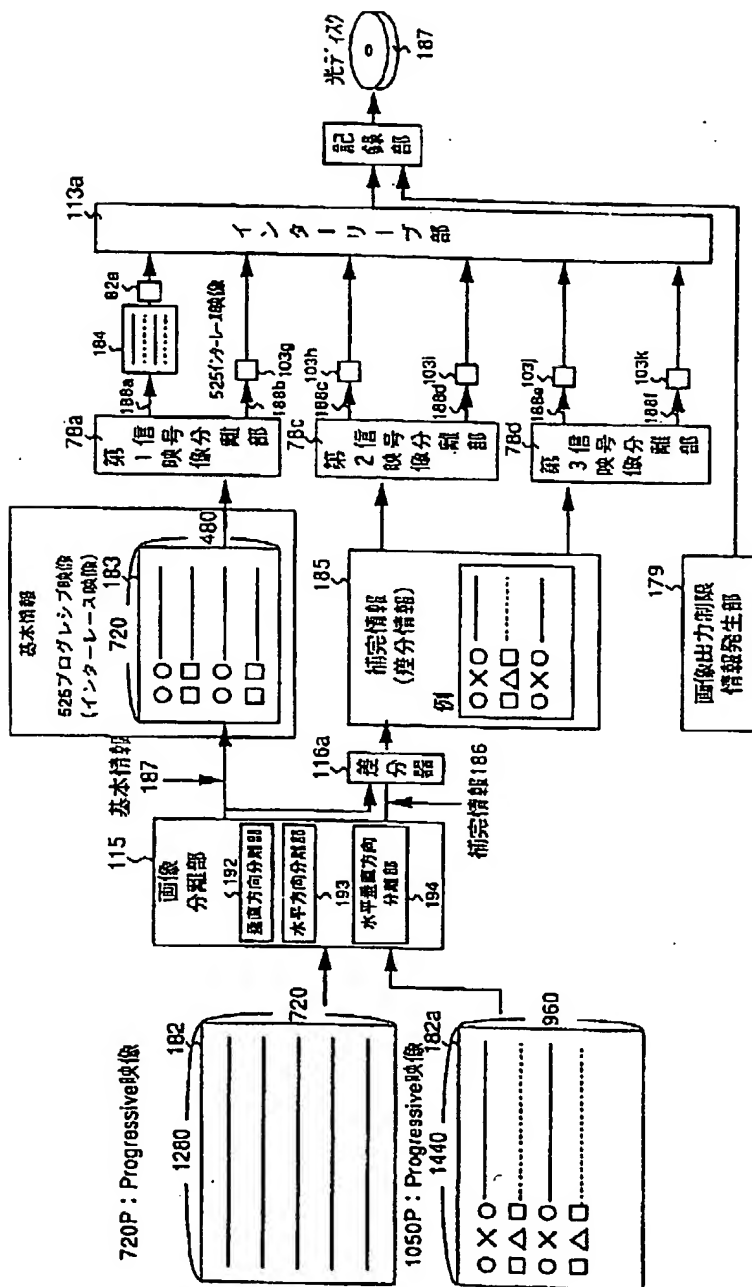 720P：Progressive映像
1280
182
720
1050P：Progressive映像
1440
182a
960
○×○
□△□
○×○
□△□
115
画像
分離部
192
垂直方向分離部
水平方向分離部
193
水平垂直方向
分離部
194
基本情報
187
116a
差分器
補完情報186
基本情報
525プログレシブ映像
(インターレース映像)
720
183
480
○○
□□
○○
□□
185
補完情報
(差分情報)
例
○×○
□△□
○×○
179
画像出力制限
情報発生部
78a
第1映像
信号分離部
188a
184
82a
188b
103g
525インターレース映像
78c
第2映像
信号分離部
188c
103h
188d
103i
78d
第3映像
信号分離部
188e
103j
188f
103k
113a
インターリーブ部
記録部
光ディスク
187